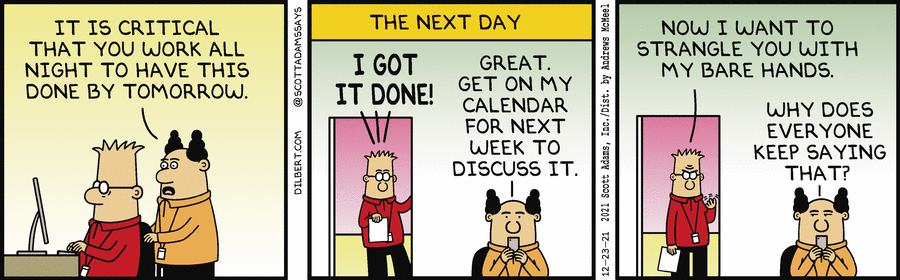 IT IS CRITICAL
THAT YOU WORK ALL
NIGHT TO HAVE THIS
DONE BY TOMORROW.
DILBERT.COM @SCOTTADAMSSAYS
THE NEXT DAY
I GOT
IT DONE!
GREAT.
GET ON MY
CALENDAR
FOR NEXT
WEEK TO
DISCUSS IT.
12-23-21 2021 Scott Adams, Inc./Dist. by Andrews McMeel
NOW I WANT TO
STRANGLE YOU WITH
MY BARE HANDS.
WHY DOES
EVERYONE
KEEP SAYING
THAT?